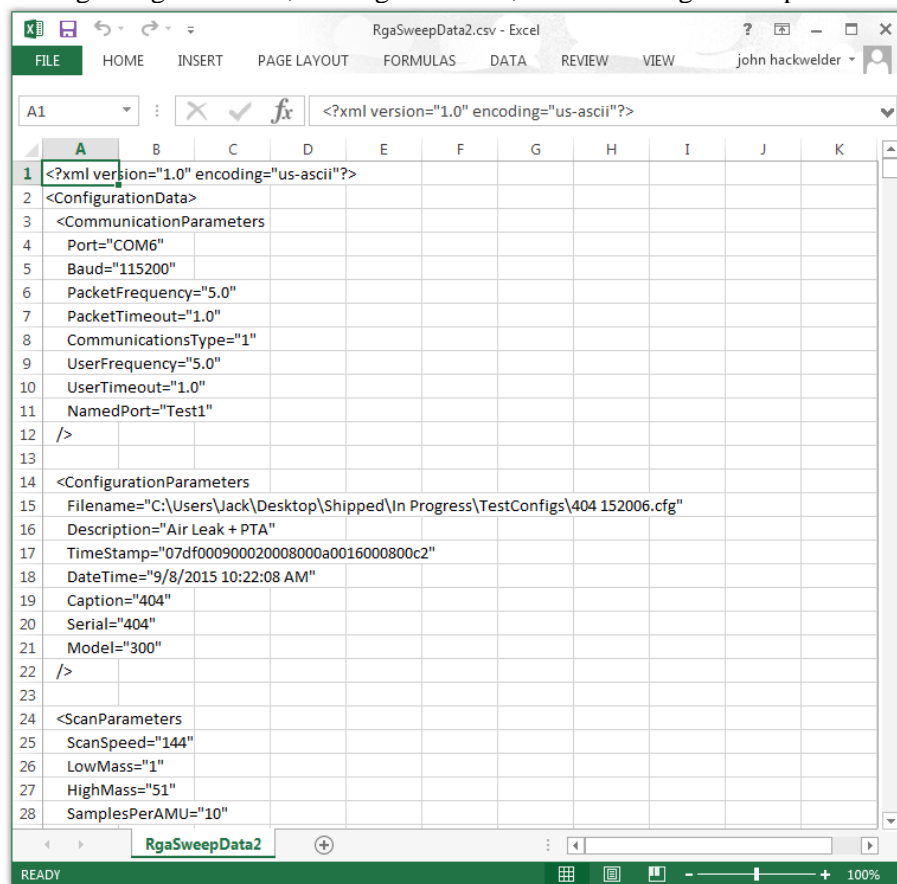 RgaSweepData2.csv - Excel
FILE HOME INSERT PAGE LAYOUT FORMULAS DATA REVIEW VIEW john hackwelder
A1 fx <?xml version="1.0" encoding="us-ascii"?>
A B C D E F G H I J K
1 <?xml version="1.0" encoding="us-ascii"?>
2 <ConfigurationData>
3 <CommunicationParameters
4 Port="COM6"
5 Baud="115200"
6 PacketFrequency="5.0"
7 PacketTimeout="1.0"
8 CommunicationsType="1"
9 UserFrequency="5.0"
10 UserTimeout="1.0"
11 NamedPort="Test1"
12 />
13
14 <ConfigurationParameters
15 Filename="C:\Users\Jack\Desktop\Shipped\In Progress\TestConfigs\404 152006.cfg"
16 Description="Air Leak + PTA"
17 TimeStamp="07df000900020008000a0016000800c2"
18 DateTime="9/8/2015 10:22:08 AM"
19 Caption="404"
20 Serial="404"
21 Model="300"
22 />
23
24 <ScanParameters
25 ScanSpeed="144"
26 LowMass="1"
27 HighMass="51"
28 SamplesPerAMU="10"
RgaSweepData2
READY 100%